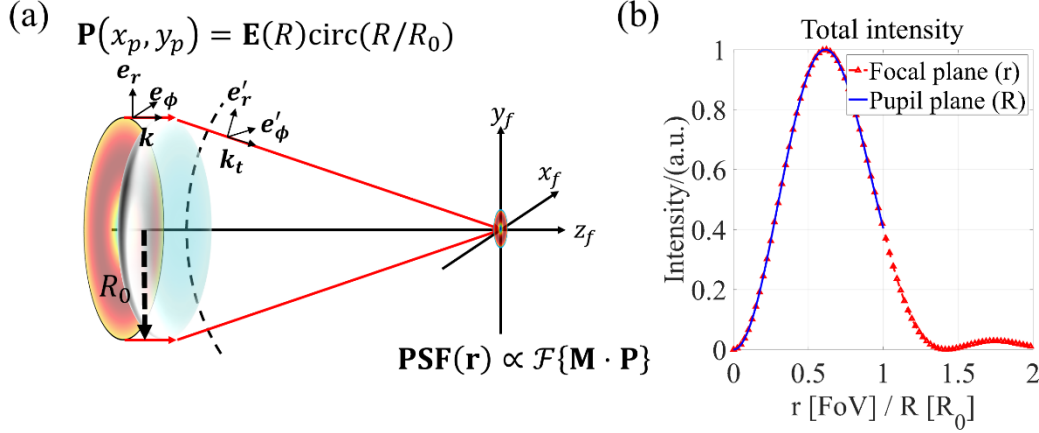 (a)
𝐏(x_p, y_p) = 𝐄(R)circ(R/R_0)
e_r
e_ϕ
k
e′_r
e′_ϕ
k_t
y_f
x_f
z_f
R_0
𝐏𝐒𝐅(𝐫) ∝ ℱ{𝐌 · 𝐏}
(b)
Total intensity
Focal plane (r)
Pupil plane (R)
Intensity/(a.u.)
1
0.8
0.6
0.4
0.2
0
0 0.5 1 1.5 2
r [FoV] / R [R_0]